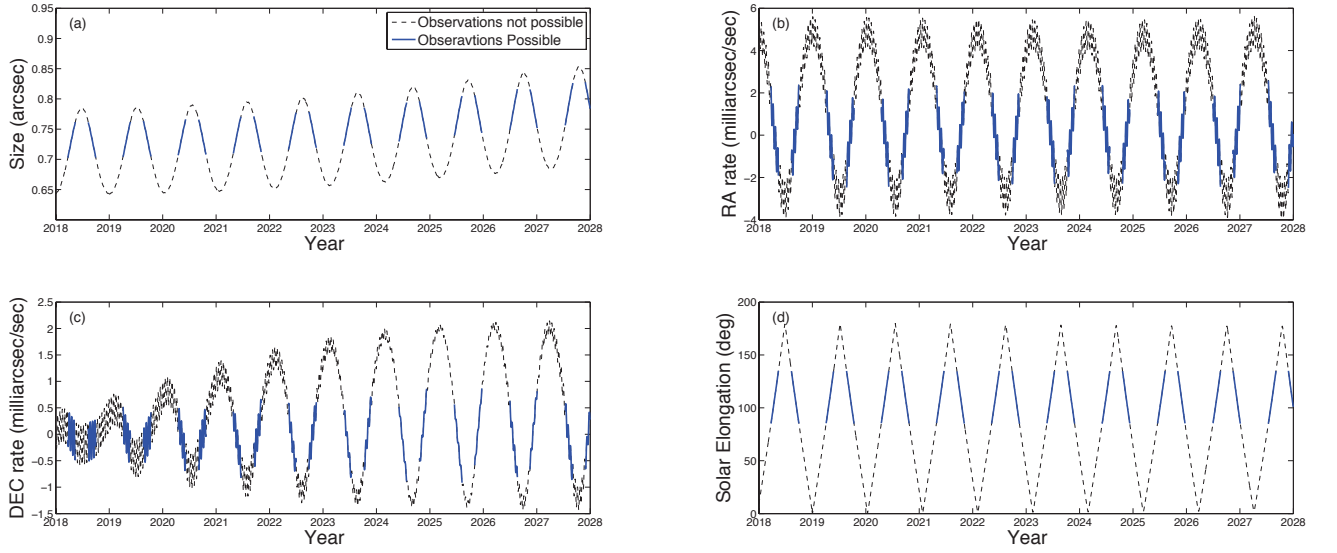 (a)
Observations not possible
Obseravtions Possible
Size (arcsec)
0.95
0.9
0.85
0.8
0.75
0.7
0.65
2018 2019 2020 2021 2022 2023 2024 2025 2026 2027 2028
Year
(b)
RA rate (milliarcsec/sec)
6
4
2
0
−2
−4
2018 2019 2020 2021 2022 2023 2024 2025 2026 2027 2028
Year
(c)
DEC rate (milliarcsec/sec)
2.5
2
1.5
1
0.5
0
−0.5
−1
−1.5
2018 2019 2020 2021 2022 2023 2024 2025 2026 2027 2028
Year
(d)
Solar Elongation (deg)
200
150
100
50
0
2018 2019 2020 2021 2022 2023 2024 2025 2026 2027 2028
Year